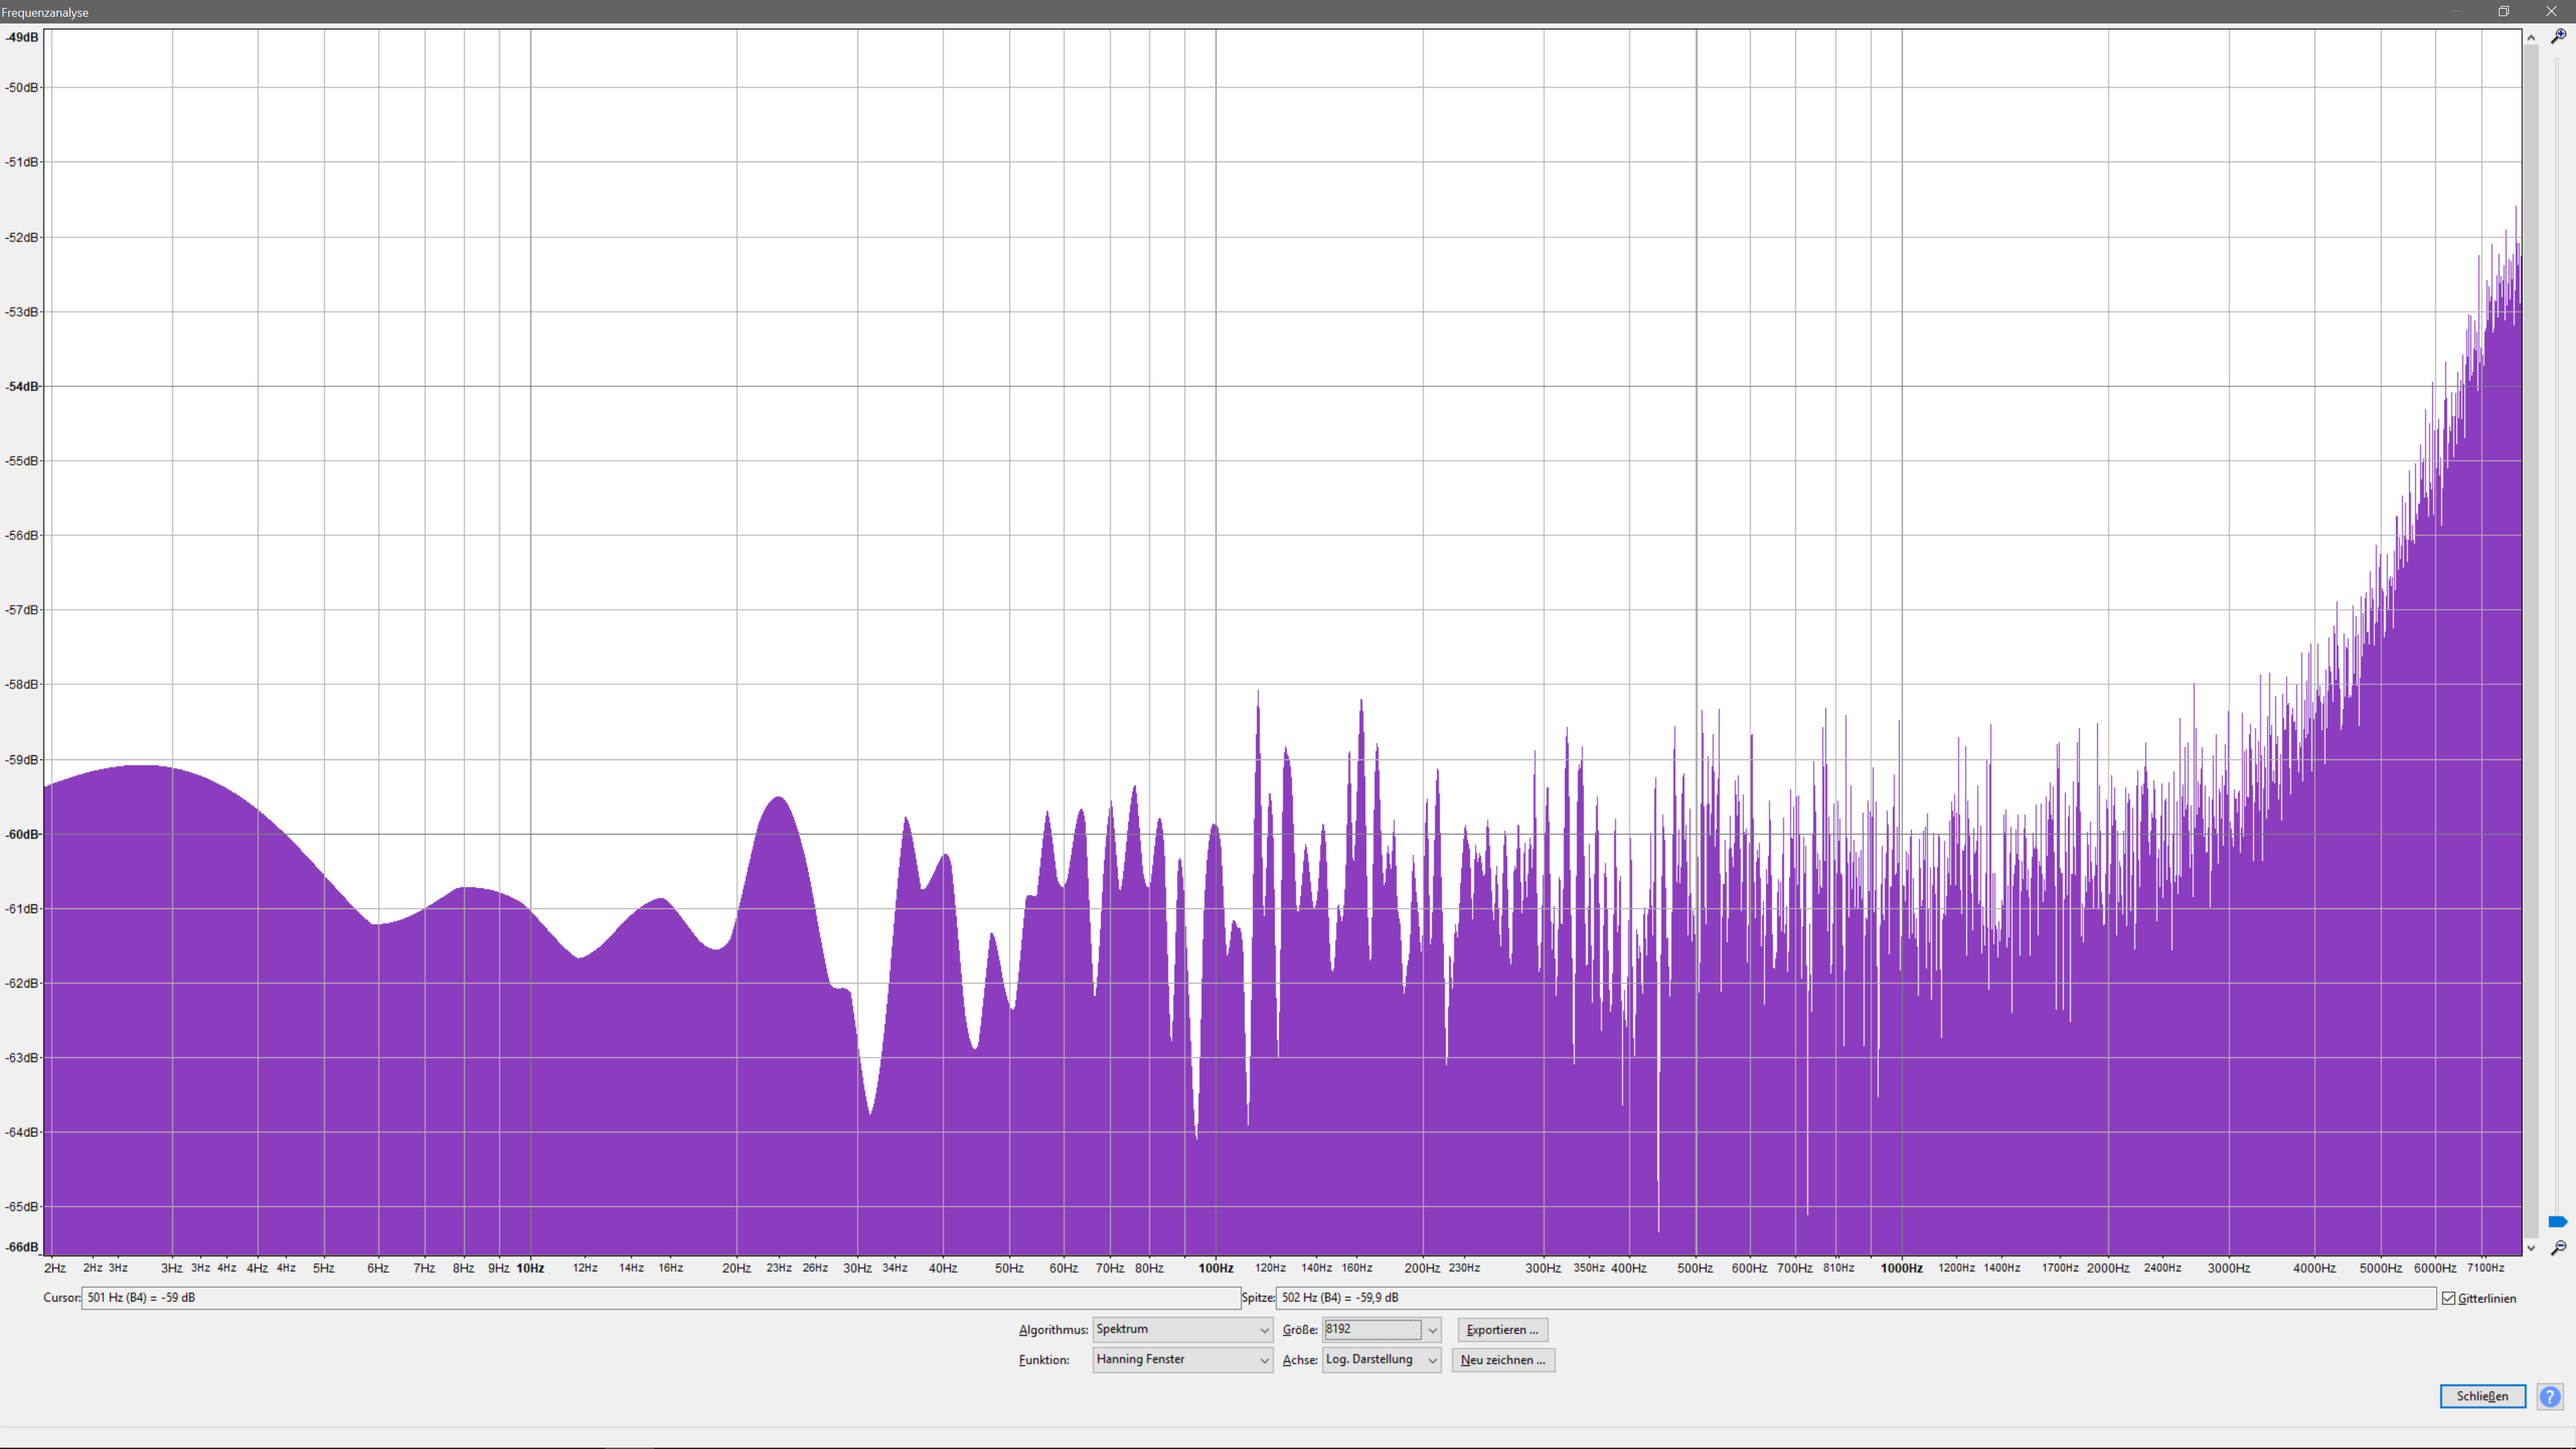 Frequenzanalyse
-49dB
-50dB
-51dB
-52dB
-53dB
-54dB
-55dB
-56dB
-57dB
-58dB
-59dB
-60dB
-61dB
-62dB
-63dB
-64dB
-65dB
-66dB
2Hz 2Hz 3Hz 3Hz 3Hz 4Hz 4Hz 4Hz 5Hz 6Hz 7Hz 8Hz 9Hz 10Hz 12Hz 14Hz 16Hz 20Hz 23Hz 26Hz 30Hz 34Hz 40Hz 50Hz 60Hz 70Hz 80Hz 100Hz 120Hz 140Hz 160Hz 200Hz 230Hz 300Hz 350Hz 400Hz 500Hz 600Hz 700Hz 810Hz 1000Hz 1200Hz 1400Hz 1700Hz 2000Hz 2400Hz 3000Hz 4000Hz 5000Hz 6000Hz 7100Hz
Cursor: 501 Hz (B4) = -59 dB Spitze: 502 Hz (B4) = -59,9 dB Gitterlinien
Algorithmus: Spektrum Größe: 8192 Exportieren ...
Funktion: Hanning Fenster Achse: Log. Darstellung Neu zeichnen ...
Schließen ?